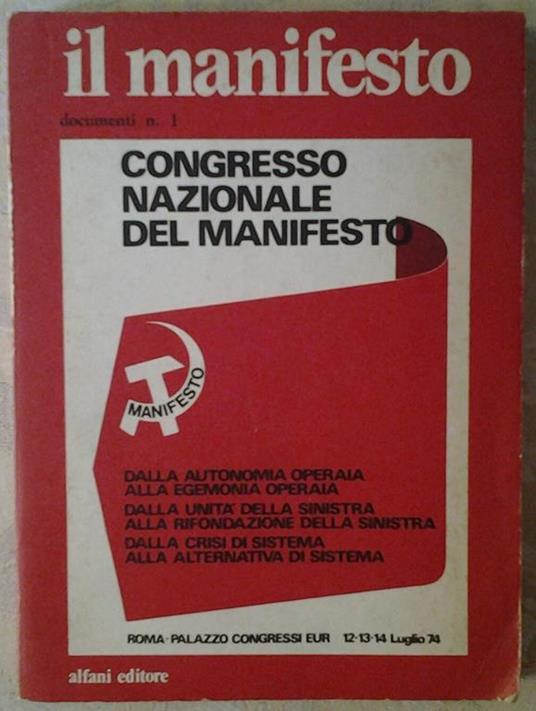 il manifesto
documenti n. 1
CONGRESSO
NAZIONALE
DEL MANIFESTO
MANIFESTO
DALLA AUTONOMIA OPERAIA
ALLA EGEMONIA OPERAIA
DALLA UNITA' DELLA SINISTRA
ALLA RIFONDAZIONE DELLA SINISTRA
DALLA CRISI DI SISTEMA
ALLA ALTERNATIVA DI SISTEMA
ROMA-PALAZZO CONGRESSI EUR 12-13-14 Luglio 74
alfani editore